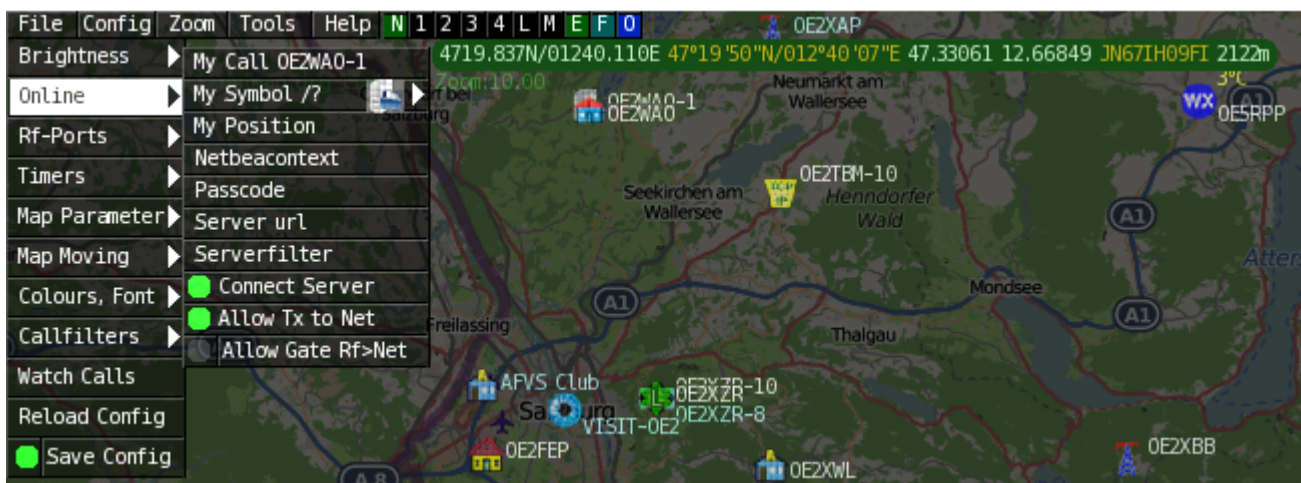 File Config Zoom Tools Help N 1 2 3 4 L M E F O
OE2XAP
4719.837N/01240.110E 47°19'50"N/012°40'07"E 47.33061 12.66849 JN67IH09FI 2122m
Zoom:10.00
Brightness
Online
Rf-Ports
Timers
Map Parameter
Map Moving
Colours, Font
Callfilters
Watch Calls
Reload Config
Save Config
My Call OE2WAO-1
My Symbol /?
My Position
Netbeacontext
Passcode
Server url
Serverfilter
Connect Server
Allow Tx to Net
Allow Gate Rf>Net
Neumarkt am
Wallersee
3°C
WX
A1
OE5RPP
OE2WAO-1
OE2WAO
OE2TBM-10
TCP
IP
Seekirchen am
Wallersee
Henndorfer
Wald
A1
Atters
Mondsee
A1
A1
Freilassing
Thalgau
AFVS Club
OE2XZR-10
OE2XZR
L
OE2XZR-8
VISIT-OE2
OE2FEP
OE2XBB
OE2XWL
A 8